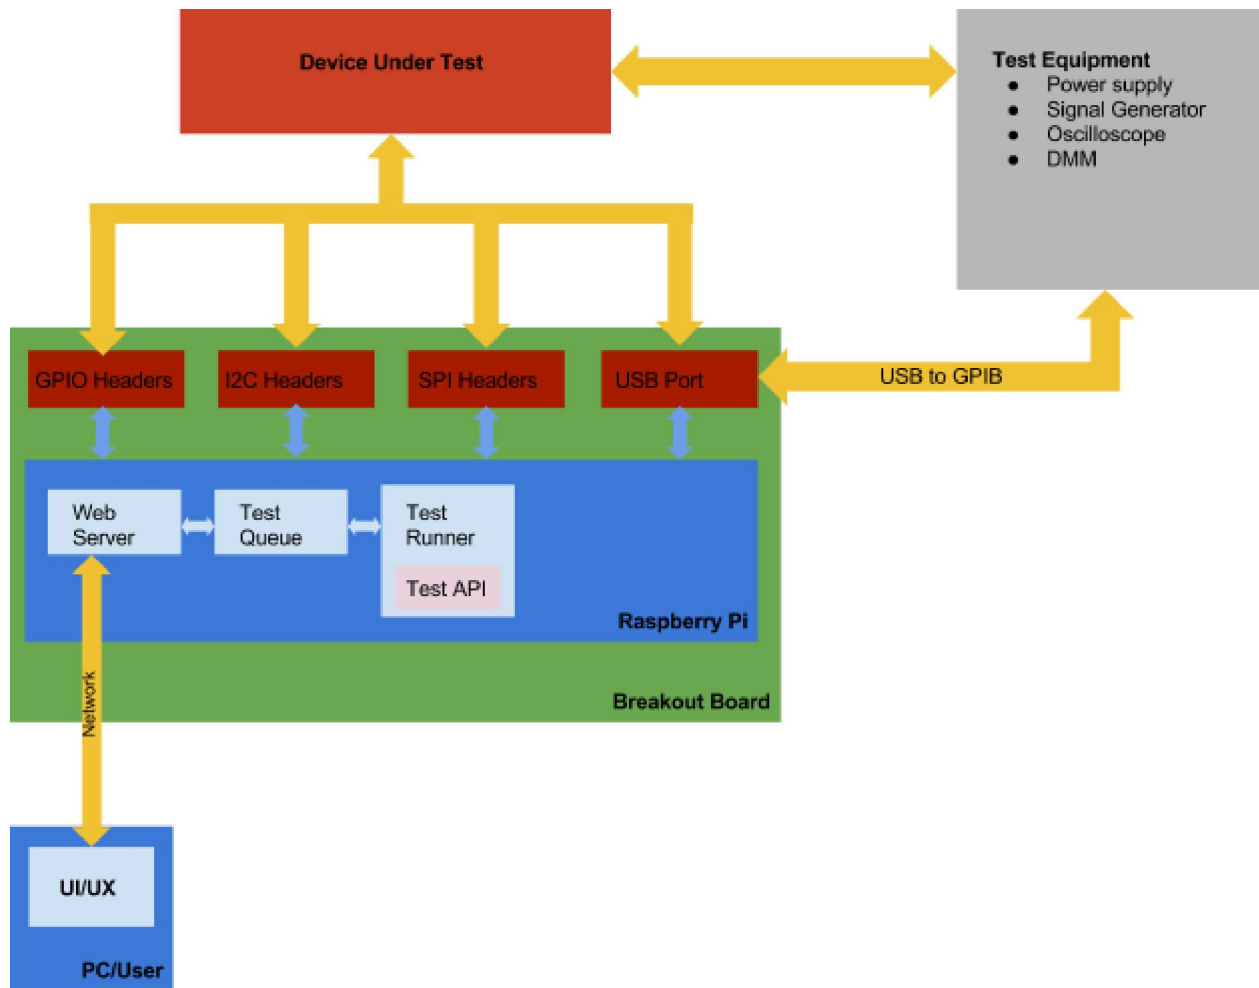 Device Under Test
Test Equipment
● Power supply
● Signal Generator
● Oscilloscope
● DMM
GPIO Headers
I2C Headers
SPI Headers
USB Port
USB to GPIB
Web
Server
Test
Queue
Test
Runner
Test API
Raspberry Pi
Breakout Board
Network
UI/UX
PC/User